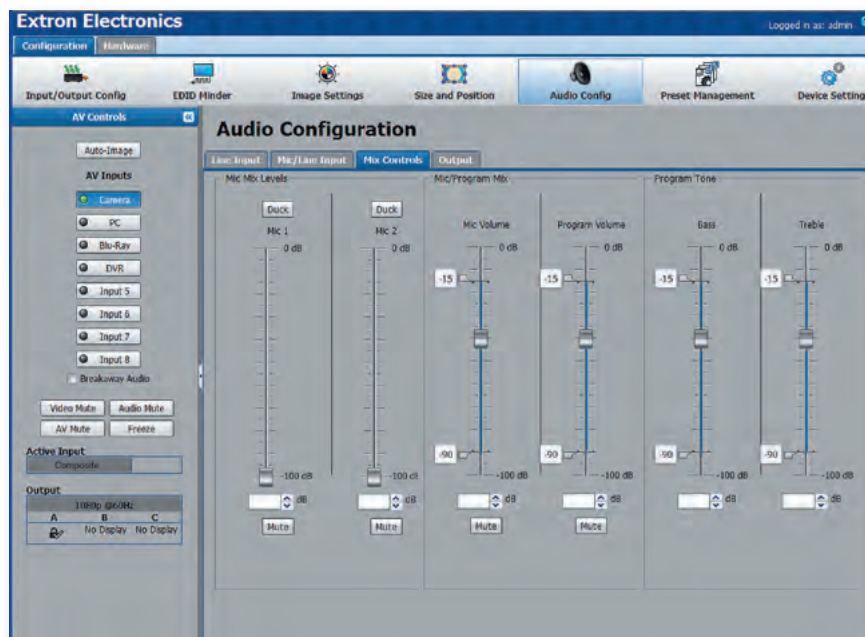 Extron Electronics
Logged in as: admin
Configuration Hardware
Input/Output Config EDID Minder Image Settings Size and Position Audio Config Preset Management Device Setting
AV Controls
Auto-Image
AV Inputs
Camera
PC
Blu-Ray
DVR
Input 5
Input 6
Input 7
Input 8
Breakaway Audio
Video Mute Audio Mute
AV Mute Freeze
Active Input
Composite
Output
1080p @60Hz
A B C
No Display No Display
Audio Configuration
Line Input Mic/Line Input Mix Controls Output
Mic Mix Levels Mic/Program Mix Program Tone
Duck Duck
Mic 1 Mic 2 Mic Volume Program Volume Bass Treble
0 dB 0 dB 0 dB 0 dB 0 dB 0 dB
-15 -15 -15 -15
-90 -90 -90 -90
-100 dB -100 dB -100 dB -100 dB -100 dB -100 dB
dB dB dB dB dB dB
Mute Mute Mute Mute